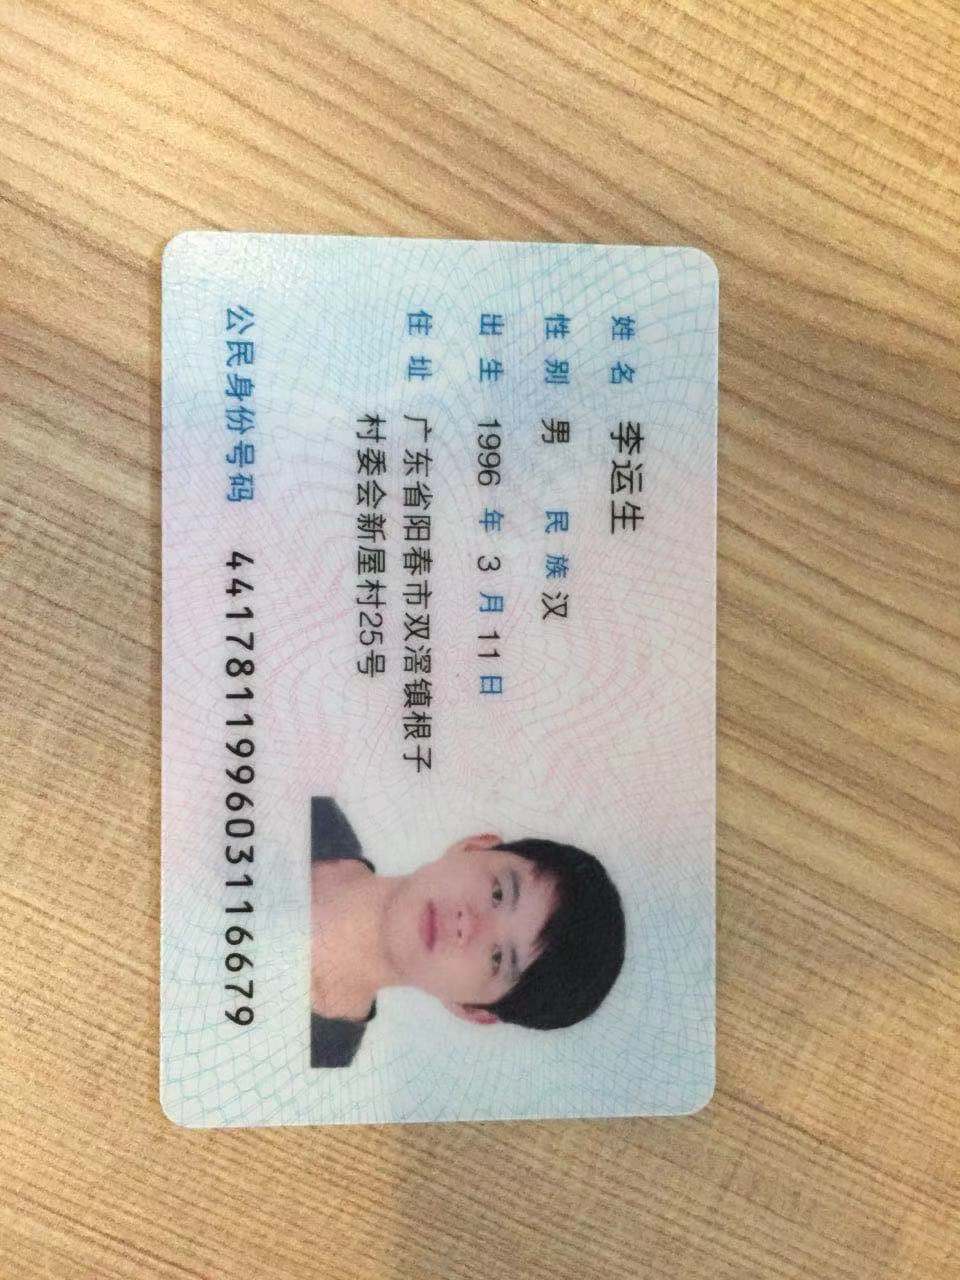 姓名 李运生
性别 男 民族 汉
出生 1996 年 3 月 11 日
住址 广东省阳春市双滘镇根子
村委会新屋村25号
公民身份号码 441781199603116679